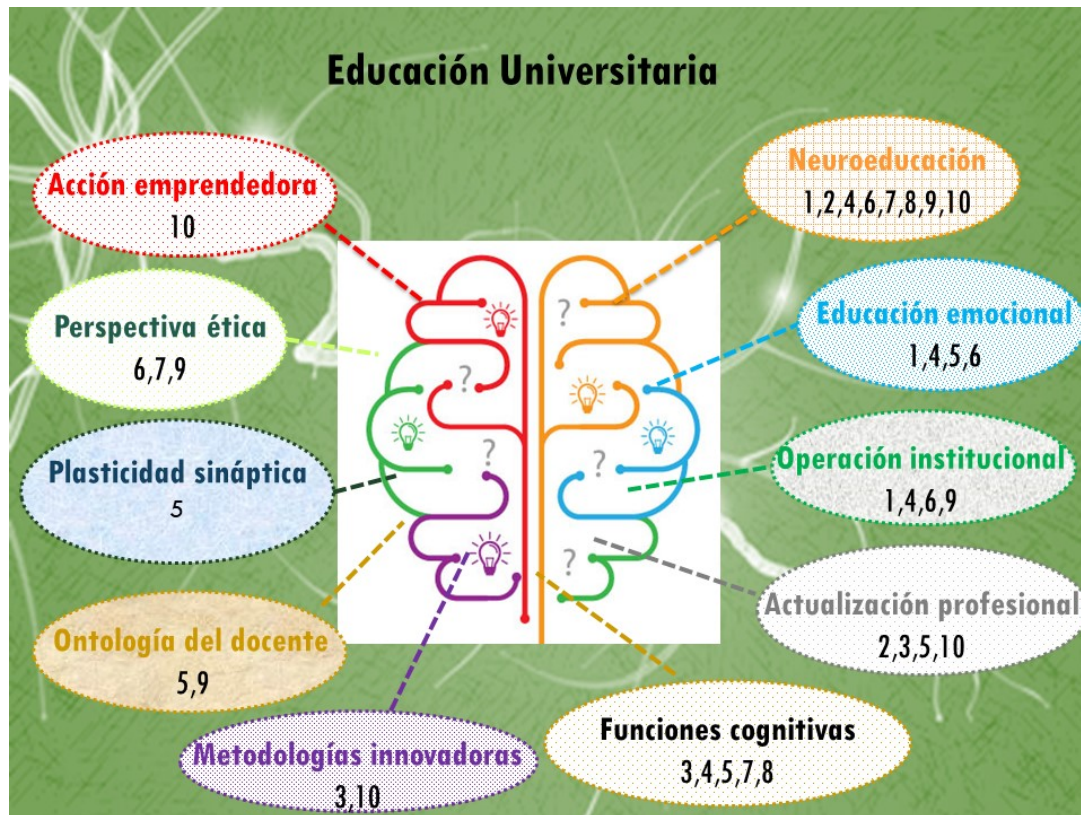 Educación Universitaria
Acción emprendedora
10
Neuroeducación
1,2,4,6,7,8,9,10
Perspectiva ética
6,7,9
Educación emocional
1,4,5,6
Plasticidad sináptica
5
Operación institucional
1,4,6,9
Ontología del docente
5,9
Actualización profesional
2,3,5,10
Metodologías innovadoras
3,10
Funciones cognitivas
3,4,5,7,8
?
?
?
?
?